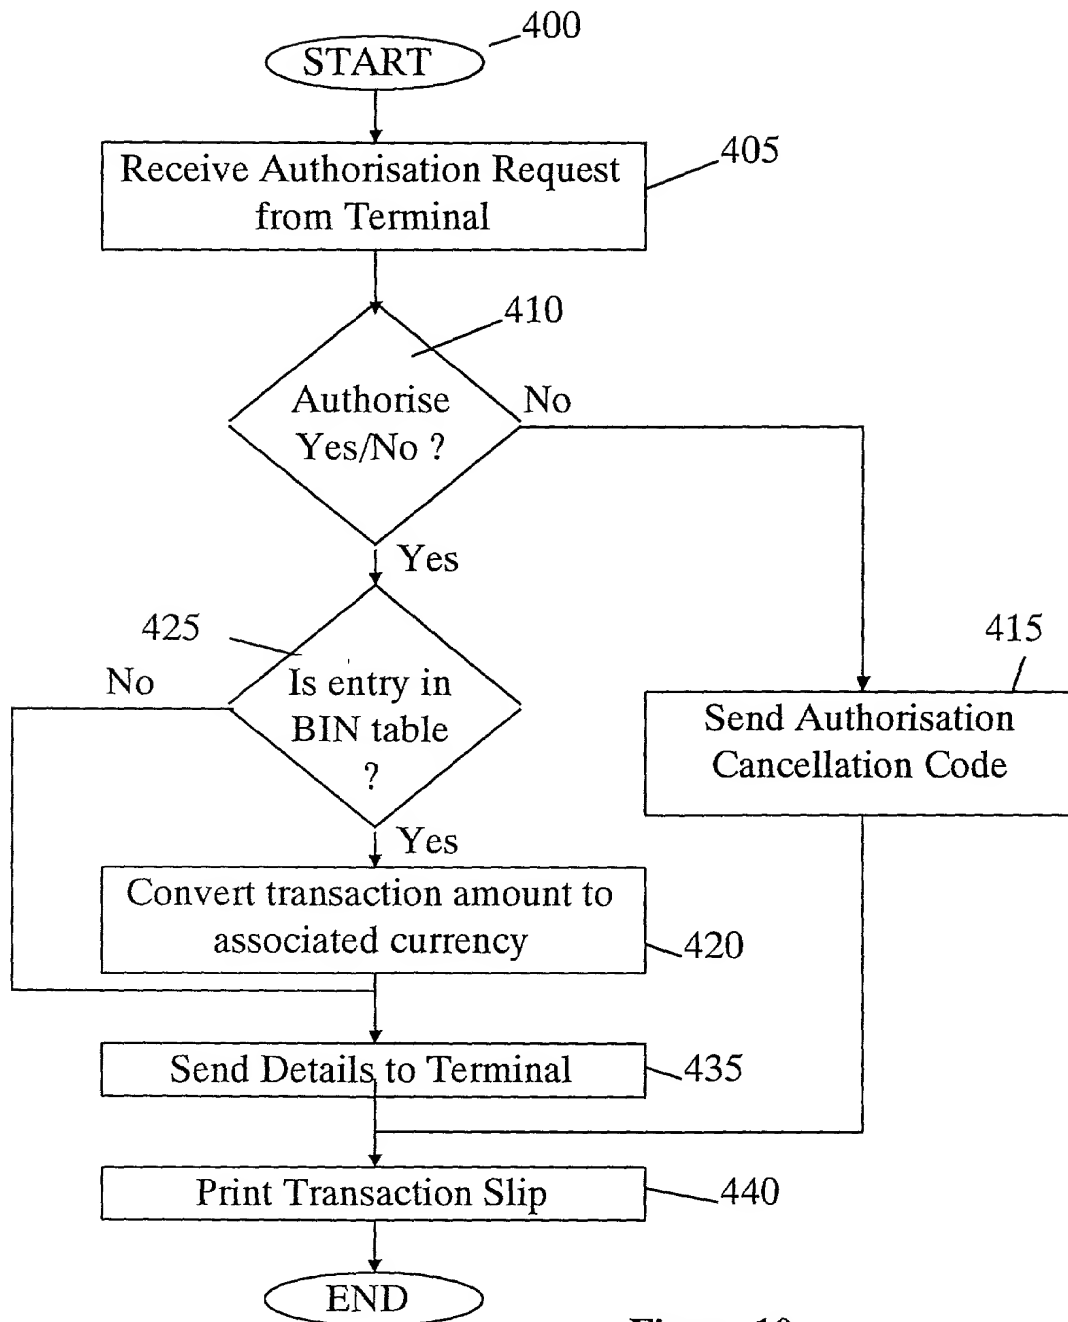 400
START
405
Receive Authorisation Request
from Terminal
410
Authorise
Yes/No ?
No
Yes
425
415
No
Is entry in
BIN table
?
Send Authorisation
Cancellation Code
Yes
Convert transaction amount to
associated currency
420
Send Details to Terminal
435
Print Transaction Slip
440
END